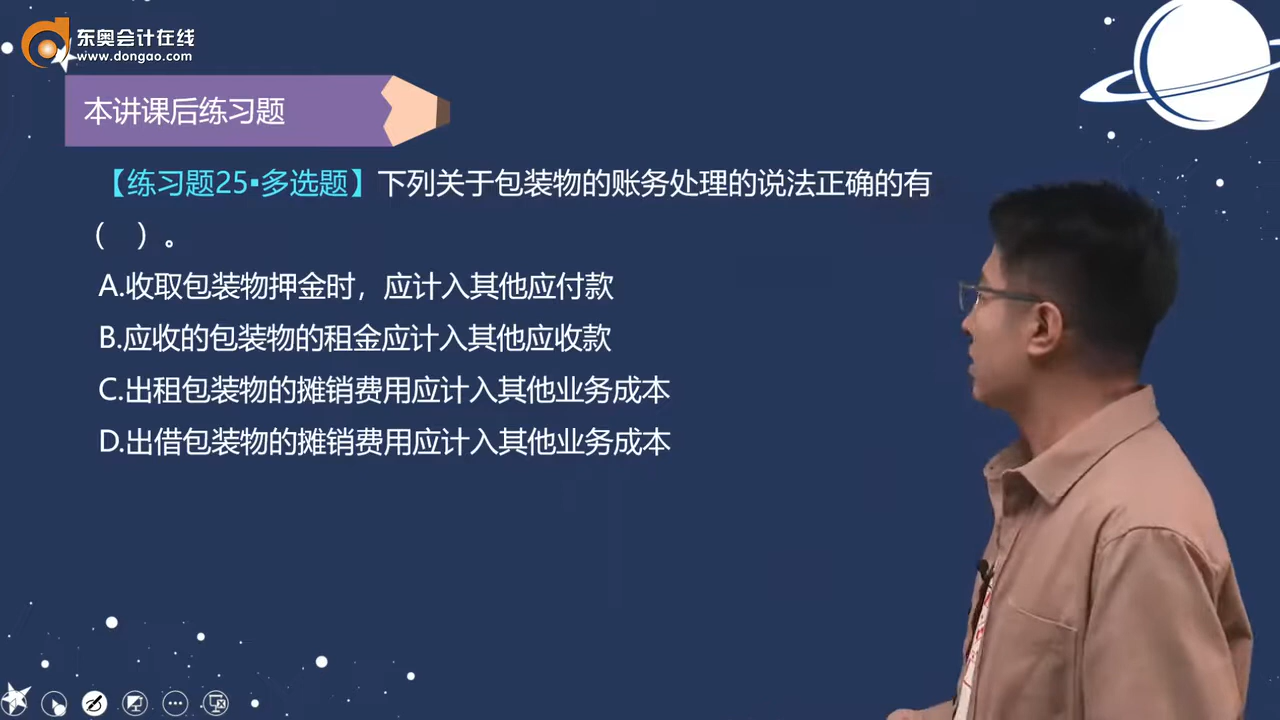 东奥会计在线
www.dongao.com
本讲课后练习题
【练习题25·多选题】下列关于包装物的账务处理的说法正确的有
（ ）。
A.收取包装物押金时，应计入其他应付款
B.应收的包装物的租金应计入其他应收款
C.出租包装物的摊销费用应计入其他业务成本
D.出借包装物的摊销费用应计入其他业务成本